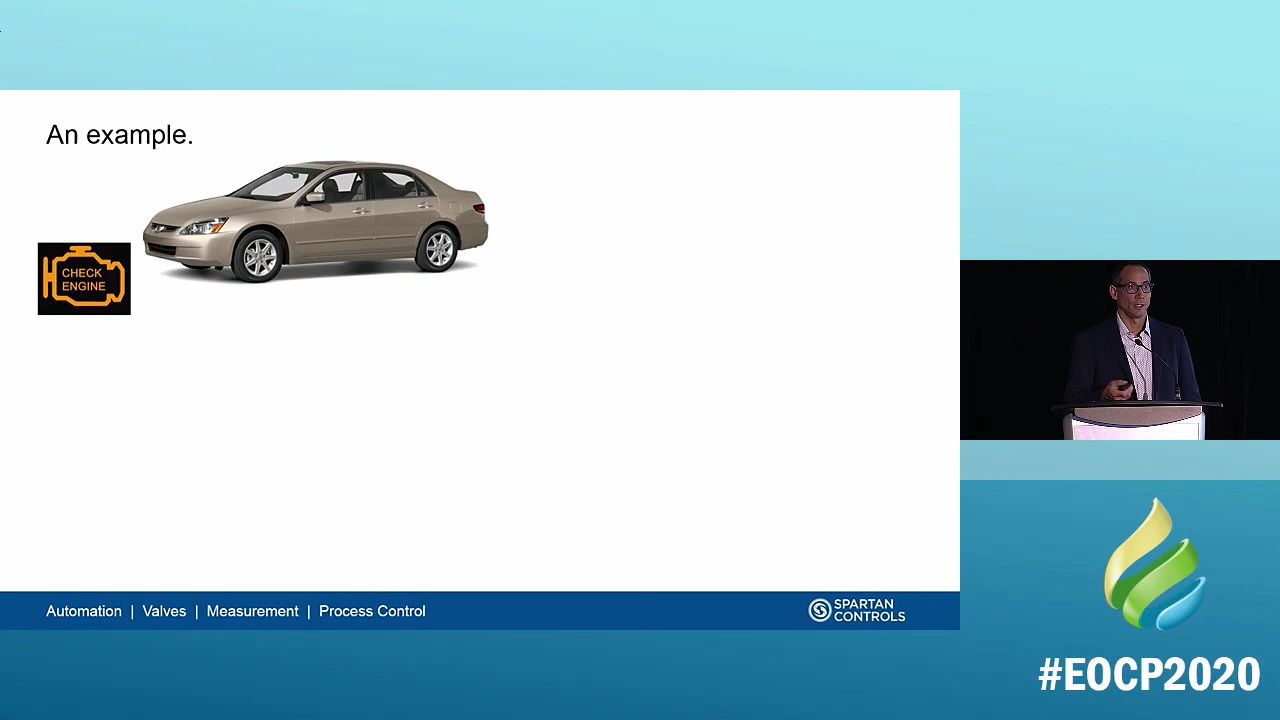 An example.
CHECK
ENGINE
Automation | Valves | Measurement | Process Control
SPARTAN
CONTROLS
#EOCP2020